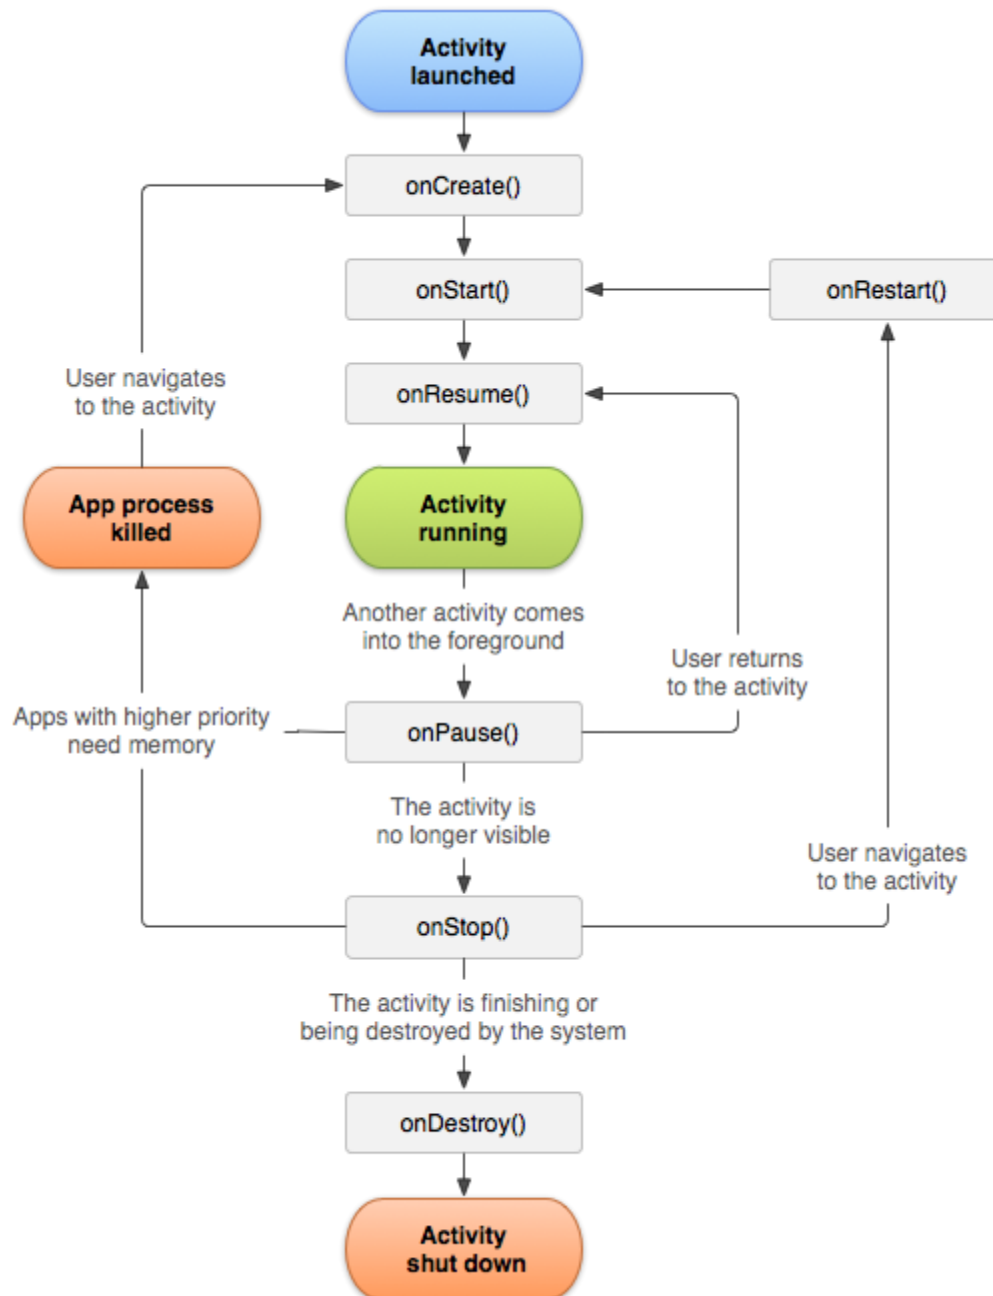 Activity
launched
onCreate()
onStart()
onRestart()
User navigates
to the activity
onResume()
App process
killed
Activity
running
Another activity comes
into the foreground
User returns
to the activity
Apps with higher priority
need memory
onPause()
The activity is
no longer visible
User navigates
to the activity
onStop()
The activity is finishing or
being destroyed by the system
onDestroy()
Activity
shut down